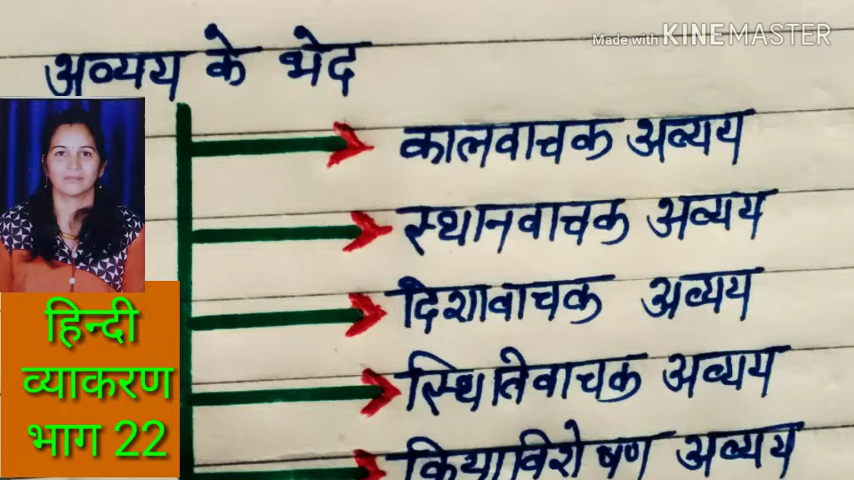 Made with KINEMASTER
अव्यय के भेद
कालवाचक अव्यय
स्थानवाचक अव्यय
दिशावाचक अव्यय
स्थितिवाचक अव्यय
क्रियाविशेषण अव्यय
हिन्दी
व्याकरण
भाग 22